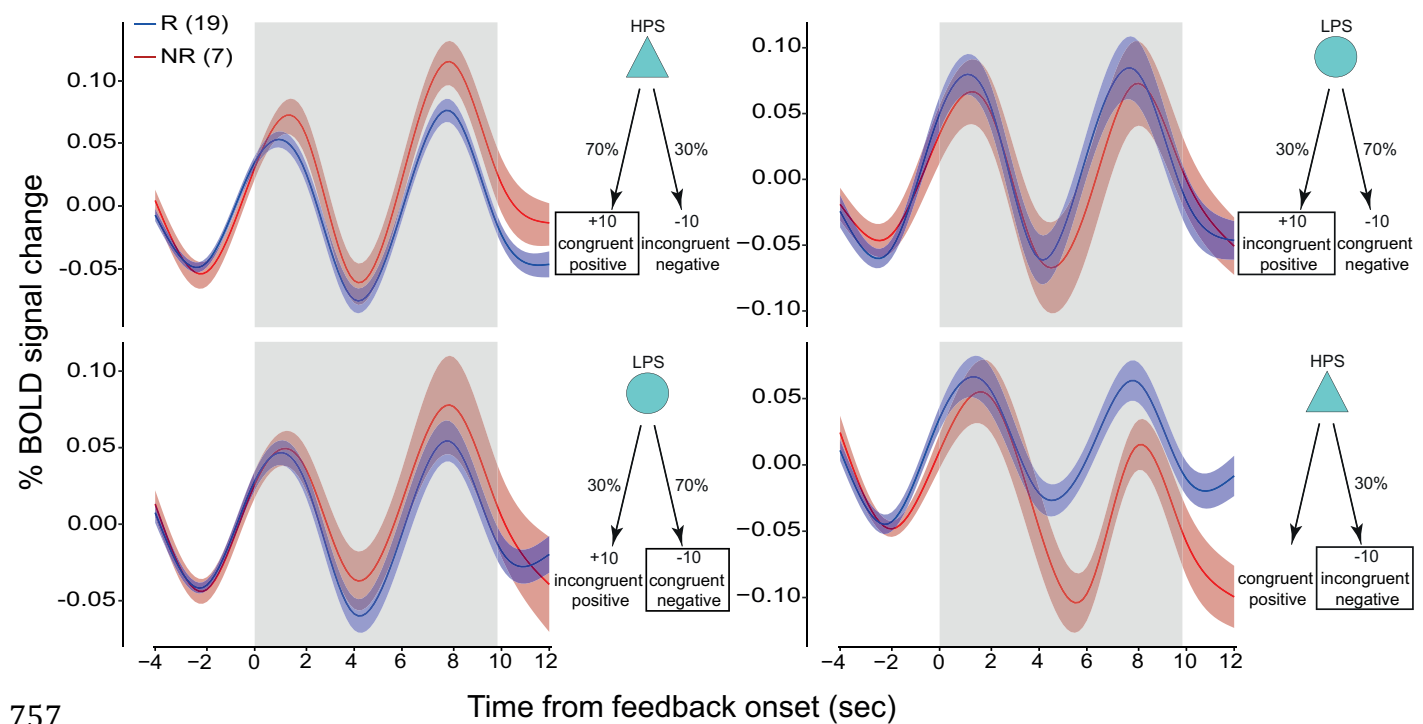 R (19)
NR (7)
% BOLD signal change
0.10
0.05
0.00
-0.05
HPS
70%
30%
+10
congruent
positive
-10
incongruent
negative
0.10
0.05
0.00
−0.05
−0.10
LPS
30%
70%
+10
incongruent
positive
-10
congruent
negative
0.10
0.05
0.00
-0.05
−4
−2
0
2
4
6
8
10
12
LPS
30%
70%
+10
incongruent
positive
-10
congruent
negative
0.05
0.00
−0.05
−0.10
−4
−2
0
2
4
6
8
10
12
HPS
30%
congruent
positive
-10
incongruent
negative
757
Time from feedback onset (sec)